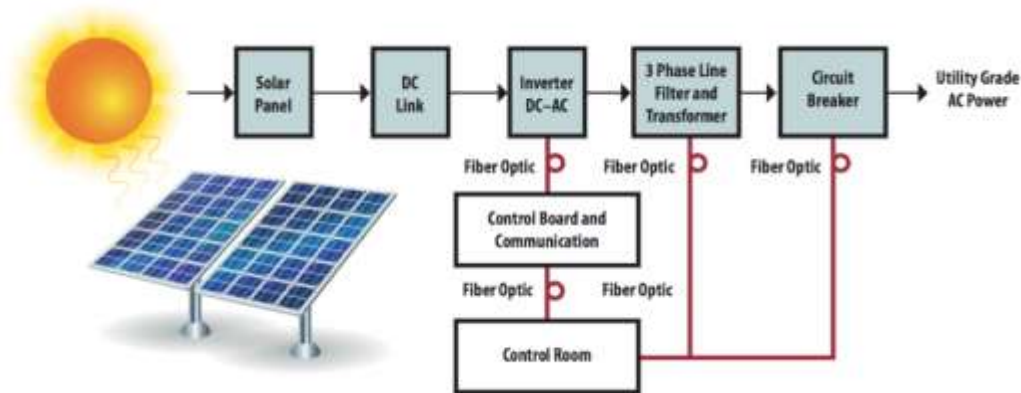 Solar
Panel
DC
Link
Inverter
DC–AC
3 Phase Line
Filter and
Transformer
Circuit
Breaker
Utility Grade
AC Power
Fiber Optic
Fiber Optic
Fiber Optic
Control Board and
Communication
Fiber Optic
Fiber Optic
Control Room